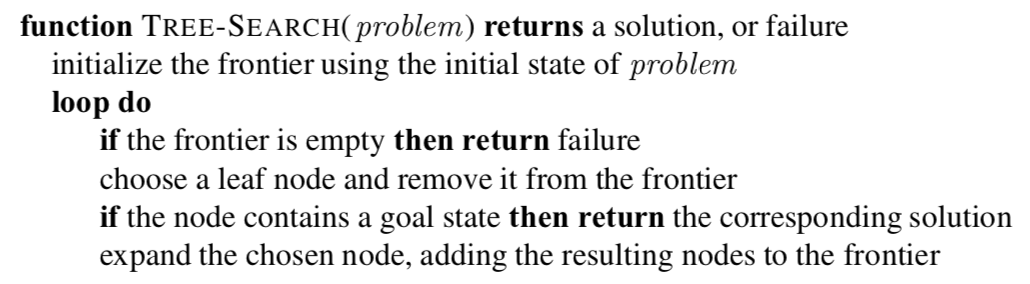 function TREE-SEARCH(problem) returns a solution, or failure
initialize the frontier using the initial state of problem
loop do
if the frontier is empty then return failure
choose a leaf node and remove it from the frontier
if the node contains a goal state then return the corresponding solution
expand the chosen node, adding the resulting nodes to the frontier